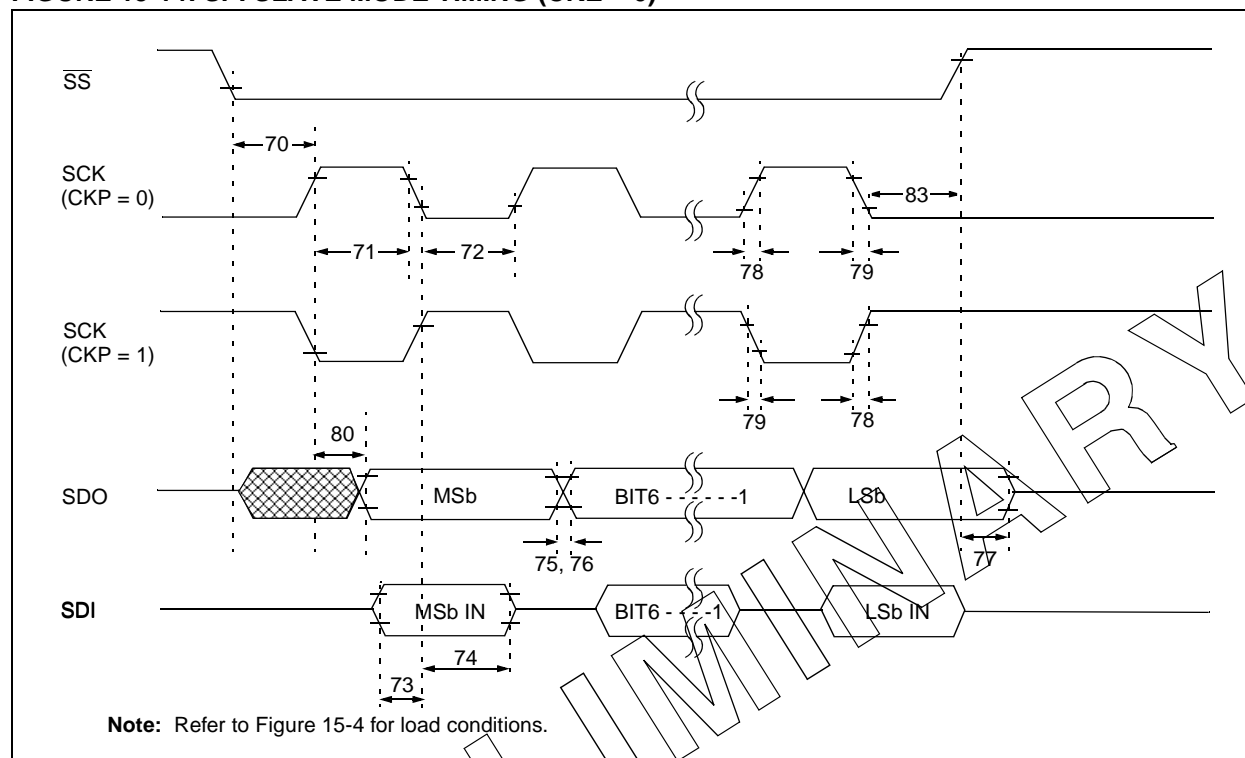 SS
70
SCK
(CKP = 0)
83
71
72
78
79
SCK
(CKP = 1)
79
78
80
SDO
MSb
BIT6 - - - - - -1
LSb
75, 76
77
SDI
MSb IN
BIT6 - - - -1
LSb IN
74
73
Note: Refer to Figure 15-4 for load conditions.